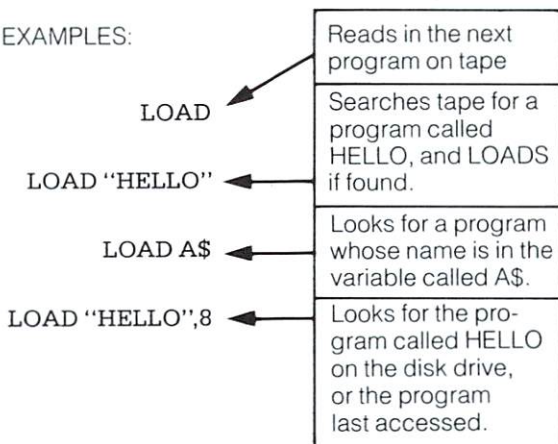 EXAMPLES:
Reads in the next
program on tape
LOAD
Searches tape for a
program called
HELLO, and LOADS
if found.
LOAD “HELLO”
Looks for a program
whose name is in the
variable called A$.
LOAD A$
Looks for the pro-
gram called HELLO
on the disk drive,
or the program
last accessed.
LOAD “HELLO”,8